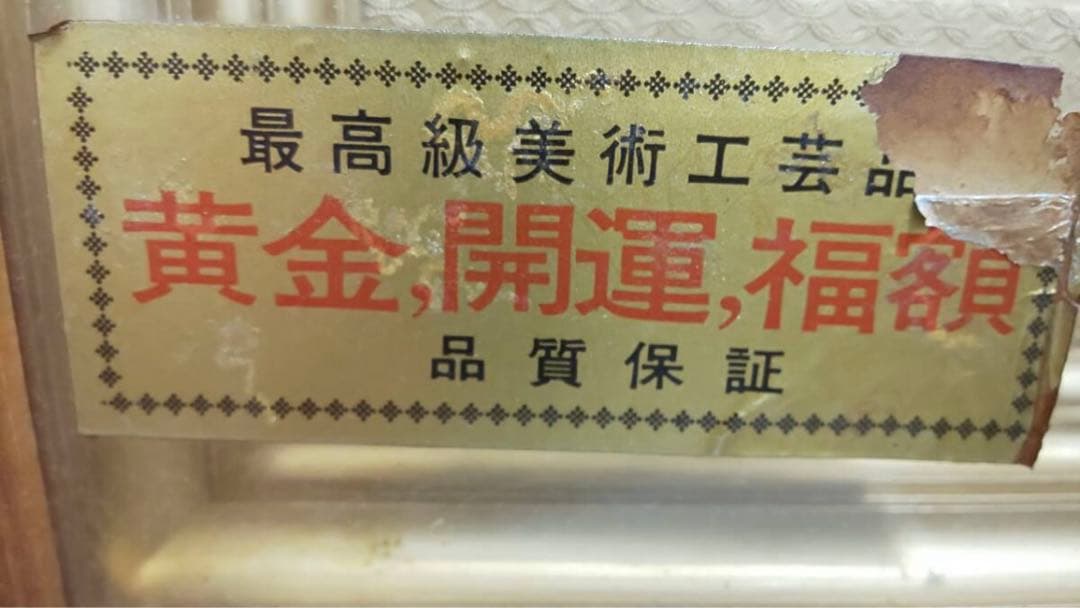 最高級美術工芸品
黄金,開運,福額
品質保証